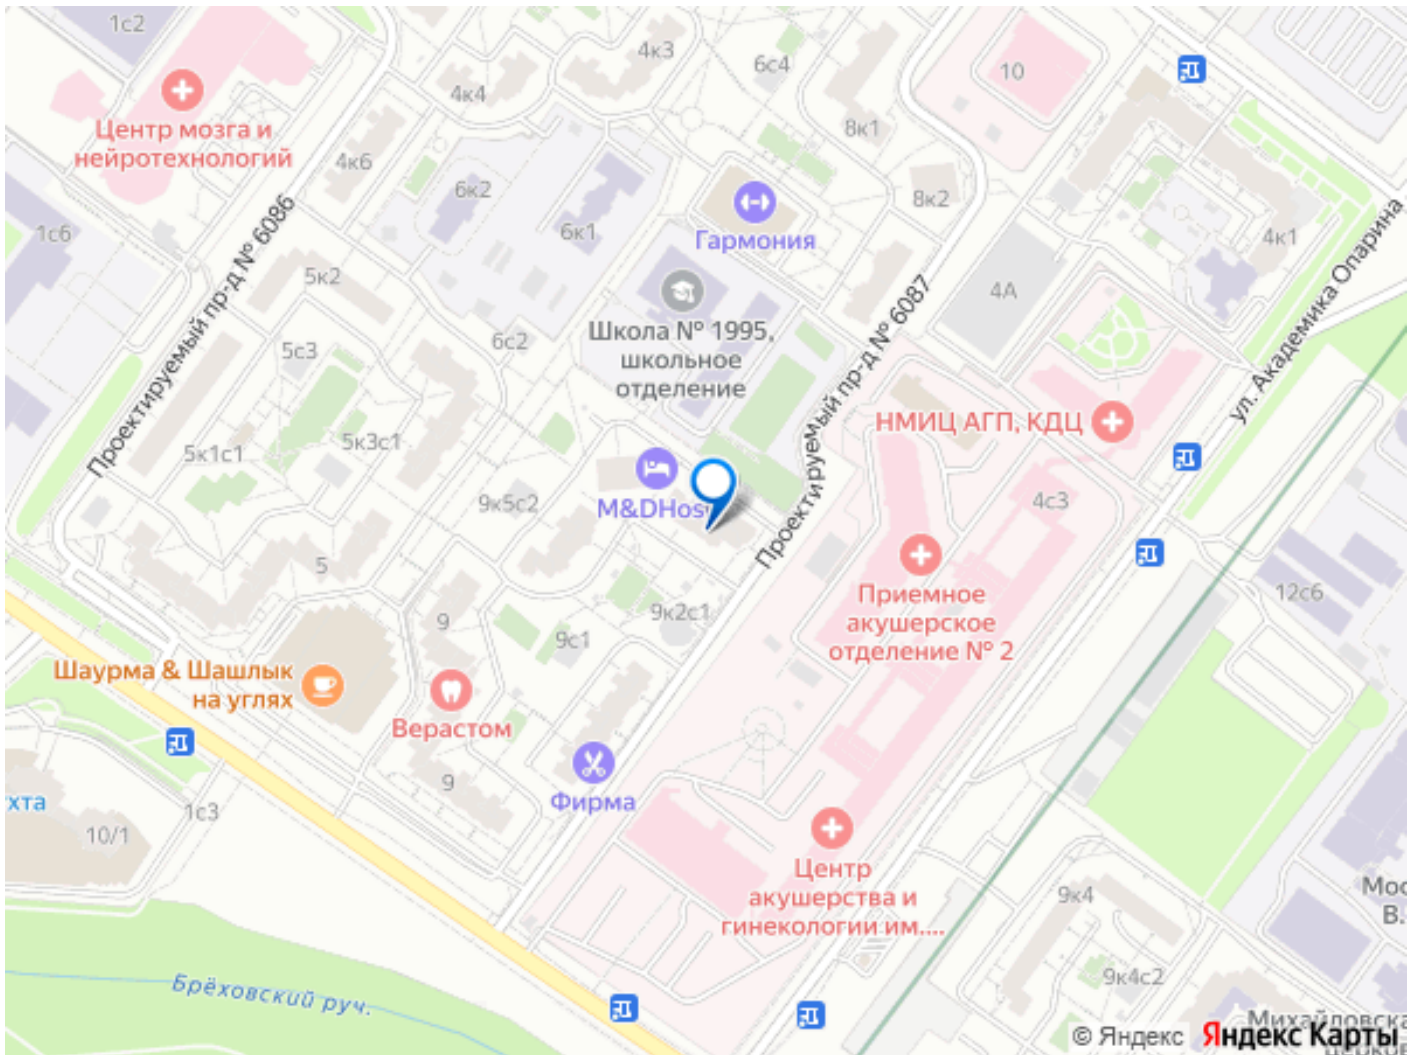 1с2
4к3
6с4
10
4к4
Центр мозга и
нейротехнологий
8к1
4к6
6к2
8к2
1с6
6к1
Гармония
4к1
Проектируемый пр-д № 6086
5к2
4А
ул. Академика Опарина
Школа № 1995,
школьное
отделение
6с2
5с3
Проектируемый пр-д № 6087
НМИЦ АГП, КДЦ
5к3с1
5к1с1
9к5с2
M&DHos
4с3
5
Приемное
акушерское
отделение № 2
12с6
9
9к2с1
9с1
Шаурма & Шашлык
на углях
Верастом
9
Фирма
хта
1с3
10/1
Центр
акушерства и
гинекологии им....
Мос
В.
9к4
9к4с2
Брёховский руч.
Михайловска
© Яндекс Яндекс Карты